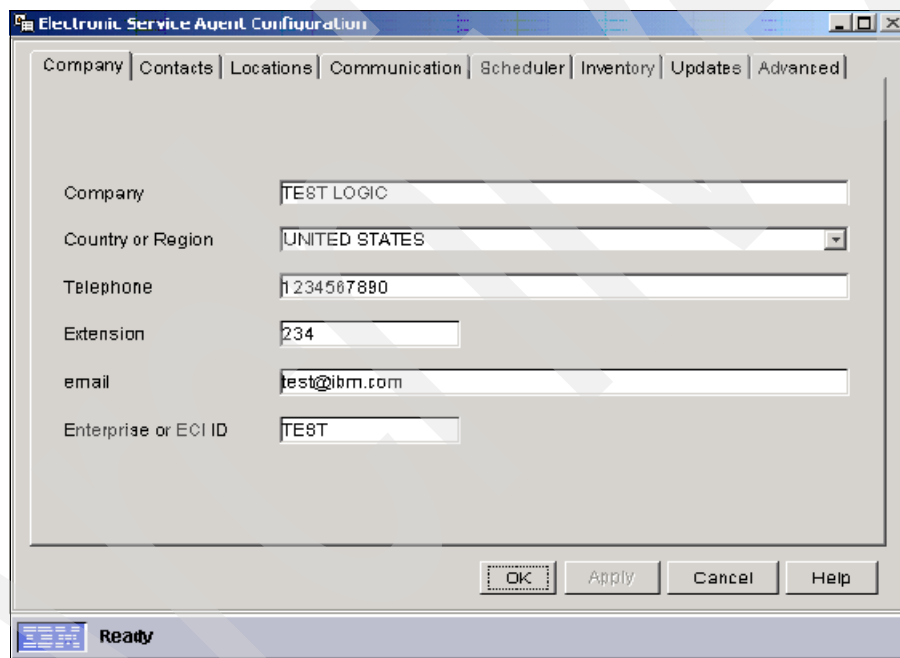 Electronic Service Agent Configuration
Company Contacts Locations Communication Scheduler Inventory Updates Advanced
Company TEST LOGIC
Country or Region UNITED STATES
Telephone 1234567890
Extension 234
email test@ibm.com
Enterprise or ECI ID TEST
OK Apply Cancel Help
IBM Ready